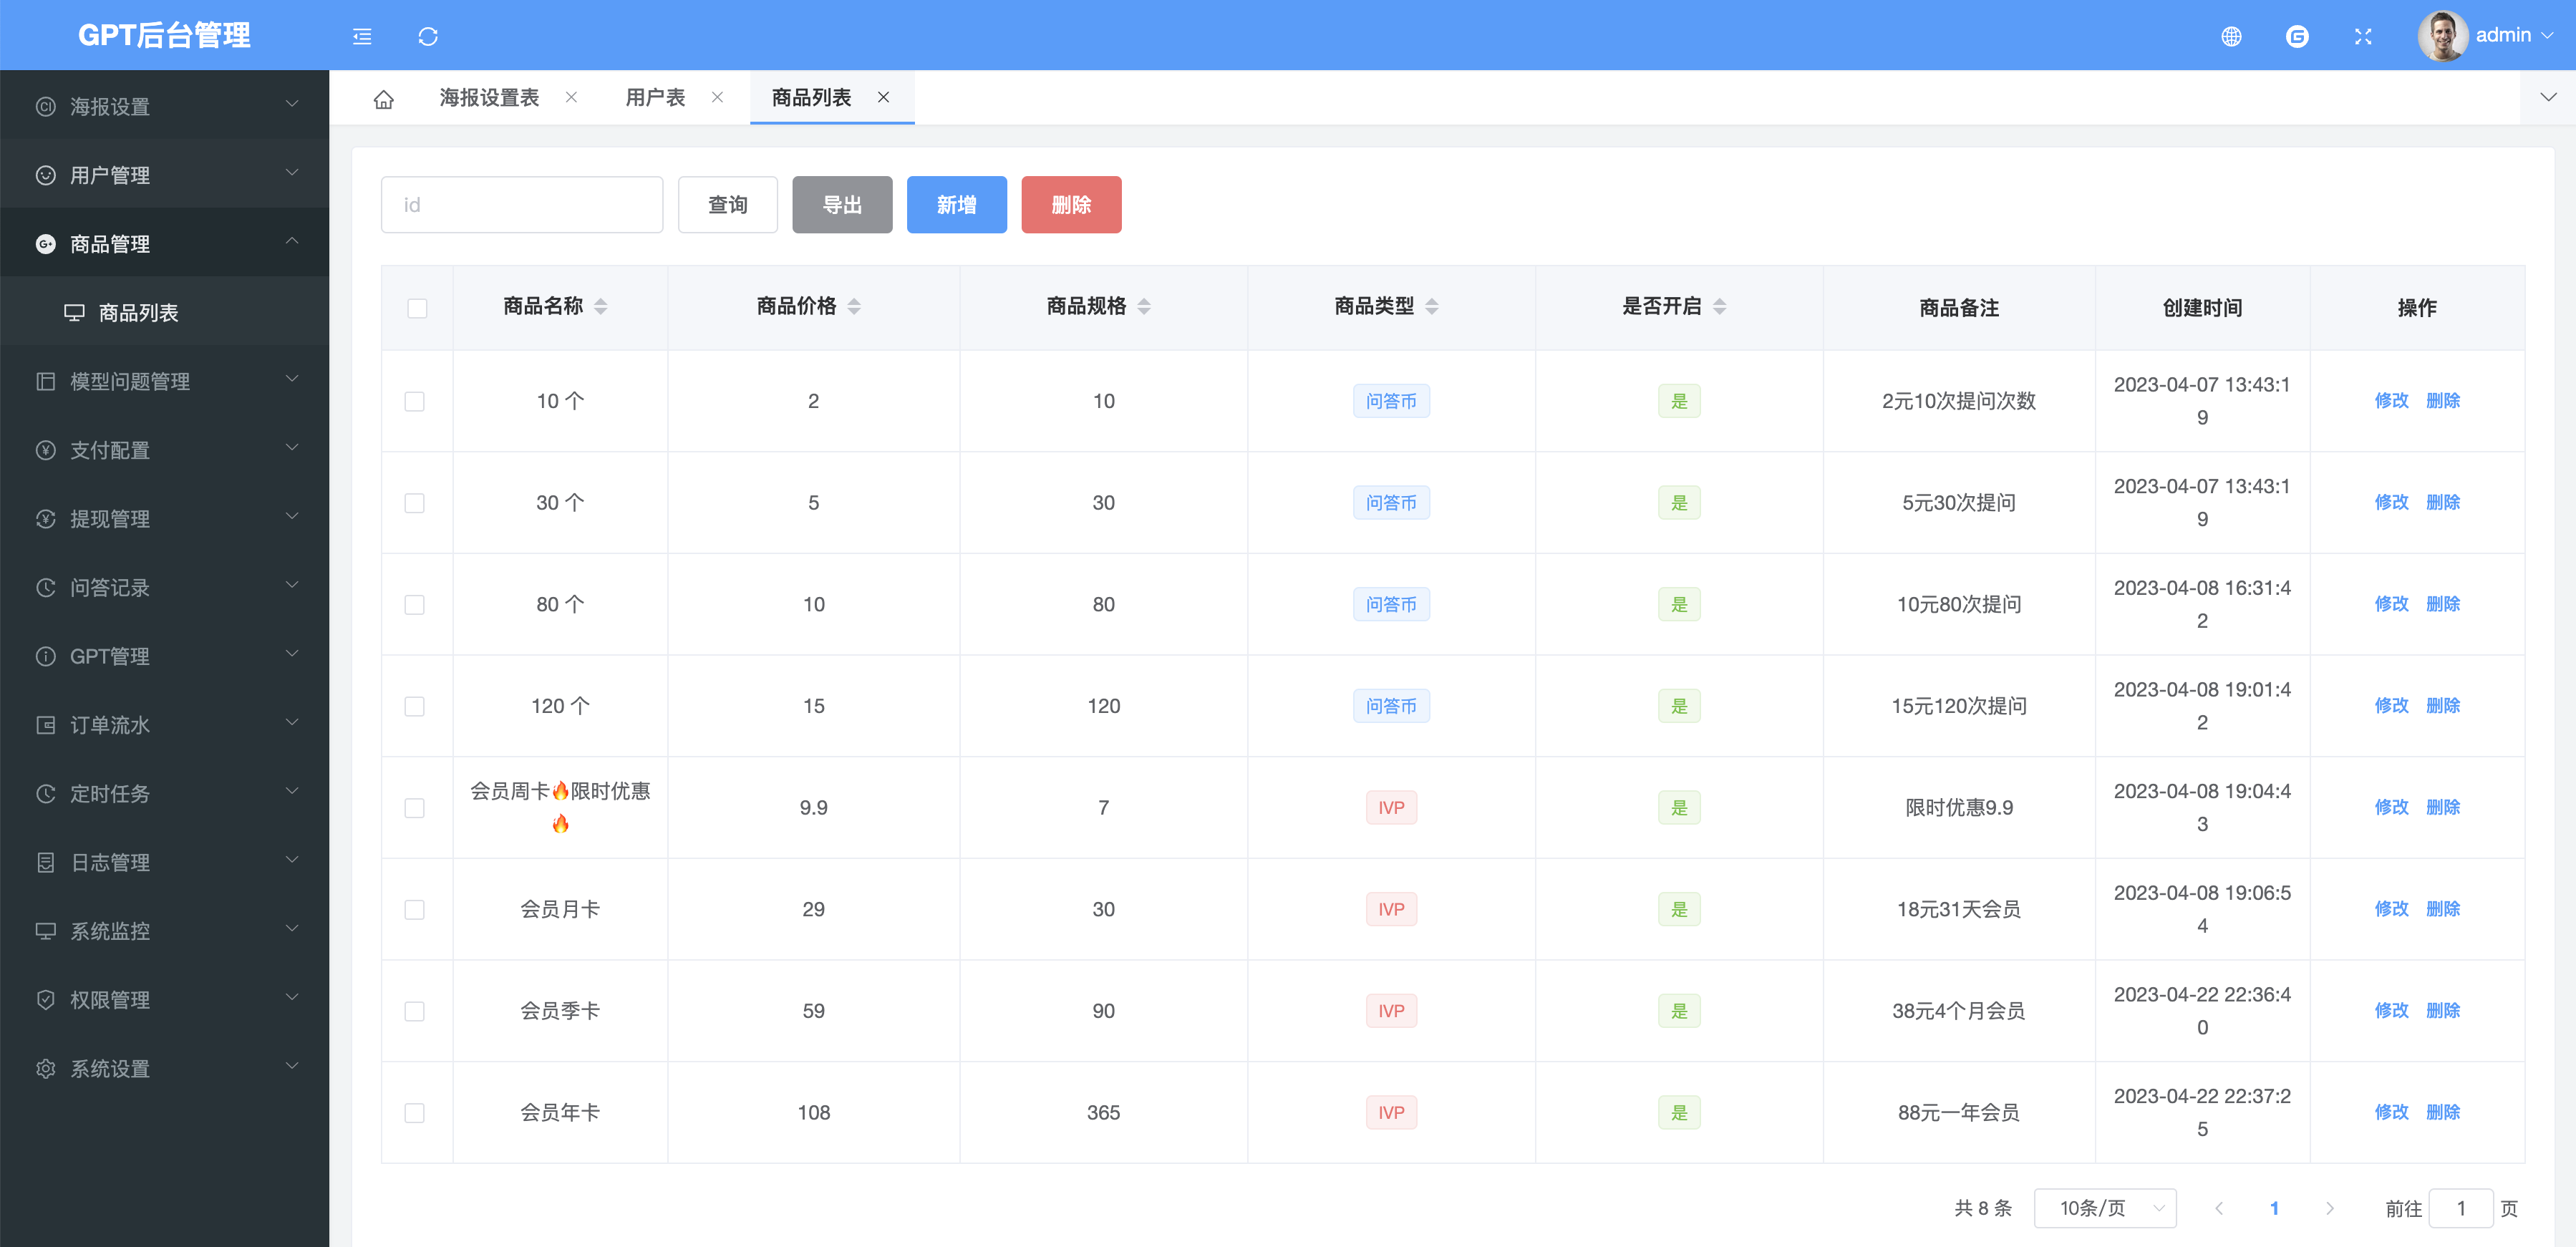 GPT后台管理
admin
海报设置
用户管理
商品管理
商品列表
模型问题管理
支付配置
提现管理
问答记录
GPT管理
订单流水
定时任务
日志管理
系统监控
权限管理
系统设置
海报设置表 用户表 商品列表
id 查询 导出 新增 删除
商品名称 商品价格 商品规格 商品类型 是否开启 商品备注 创建时间 操作
10 个 2 10 问答币 是 2元10次提问次数 2023-04-07 13:43:1
9 修改 删除
30 个 5 30 问答币 是 5元30次提问 2023-04-07 13:43:1
9 修改 删除
80 个 10 80 问答币 是 10元80次提问 2023-04-08 16:31:4
2 修改 删除
120 个 15 120 问答币 是 15元120次提问 2023-04-08 19:01:4
2 修改 删除
会员周卡🔥限时优惠
🔥 9.9 7 IVP 是 限时优惠9.9 2023-04-08 19:04:4
3 修改 删除
会员月卡 29 30 IVP 是 18元31天会员 2023-04-08 19:06:5
4 修改 删除
会员季卡 59 90 IVP 是 38元4个月会员 2023-04-22 22:36:4
0 修改 删除
会员年卡 108 365 IVP 是 88元一年会员 2023-04-22 22:37:2
5 修改 删除
共 8 条 10条/页 1 前往 1 页